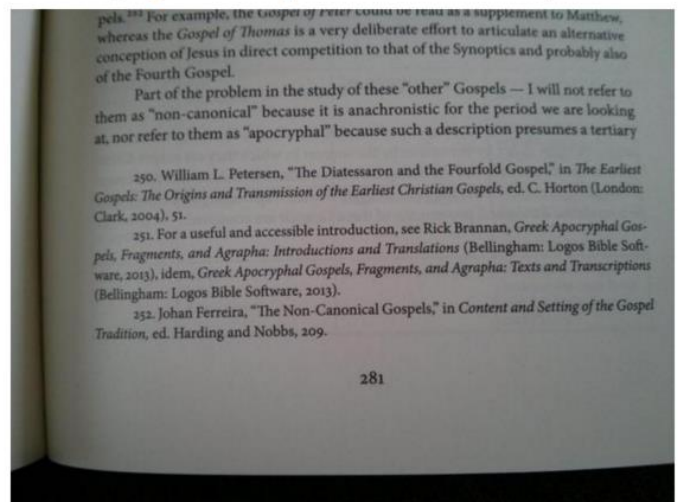 pels.²⁵² For example, the Gospel of Peter could be read as a supplement to Matthew,
whereas the Gospel of Thomas is a very deliberate effort to articulate an alternative
conception of Jesus in direct competition to that of the Synoptics and probably also
of the Fourth Gospel.
Part of the problem in the study of these “other” Gospels — I will not refer to
them as “non-canonical” because it is anachronistic for the period we are looking
at, nor refer to them as “apocryphal” because such a description presumes a tertiary
250. William L. Petersen, “The Diatessaron and the Fourfold Gospel,” in The Earliest
Gospels: The Origins and Transmission of the Earliest Christian Gospels, ed. C. Horton (London:
Clark, 2004), 51.
251. For a useful and accessible introduction, see Rick Brannan, Greek Apocryphal Gos-
pels, Fragments, and Agrapha: Introductions and Translations (Bellingham: Logos Bible Soft-
ware, 2013), idem, Greek Apocryphal Gospels, Fragments, and Agrapha: Texts and Transcriptions
(Bellingham: Logos Bible Software, 2013).
252. Johan Ferreira, “The Non-Canonical Gospels,” in Content and Setting of the Gospel
Tradition, ed. Harding and Nobbs, 209.
281